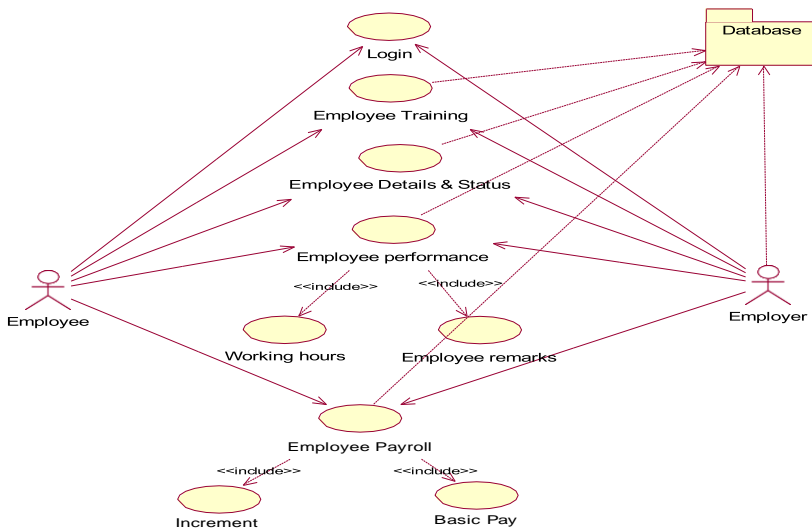 Database
Login
Employee Training
Employee Details & Status
Employee performance
<<include>>
<<include>>
Employee
Employer
Working hours
Employee remarks
Employee Payroll
<<include>>
<<include>>
Increment
Basic Pay